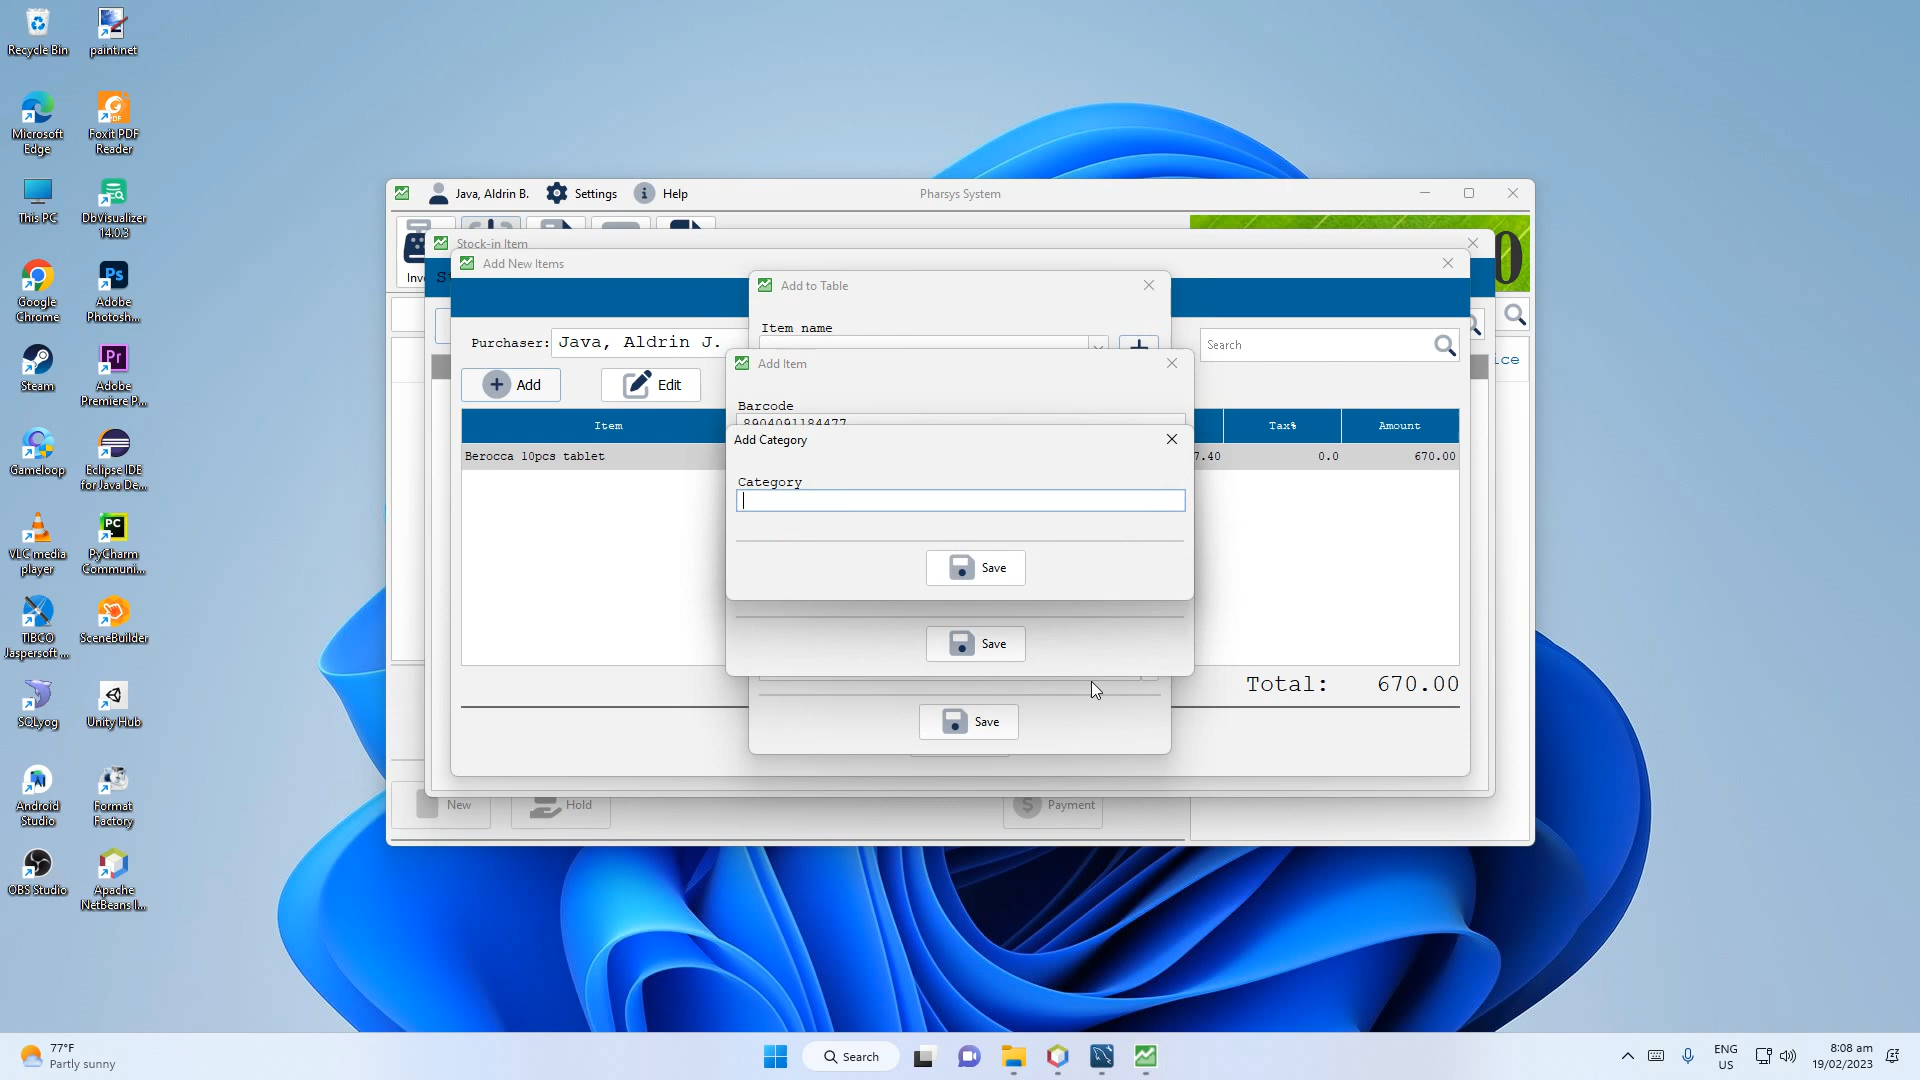 Recycle Bin
paint.net
Microsoft
Edge
Foxit PDF
Reader
This PC
DbVisualizer
14.0.3
Google
Chrome
Adobe
Photosh...
Steam
Adobe
Premiere P...
Gameloop
Eclipse IDE
for Java De...
VLC media
player
PyCharm
Communi...
TIBCO
Jaspersoft ...
SceneBuilder
SQLyog
Unity Hub
Android
Studio
Format
Factory
OBS Studio
Apache
NetBeans I...
Java, Aldrin B.
Settings
Help
Pharsys System
Stock-in Item
Add New Items
Add to Table
Item name
Purchaser:
Java, Aldrin J.
Search
Add
Edit
Item
Tax%
Amount
Berocca 10pcs tablet
7.40
0.0
670.00
Add Item
Barcode
8904091184477
Add Category
Category
Save
Save
Save
Total: 670.00
New
Hold
Payment
77°F
Partly sunny
Search
ENG
US
8:08 am
19/02/2023